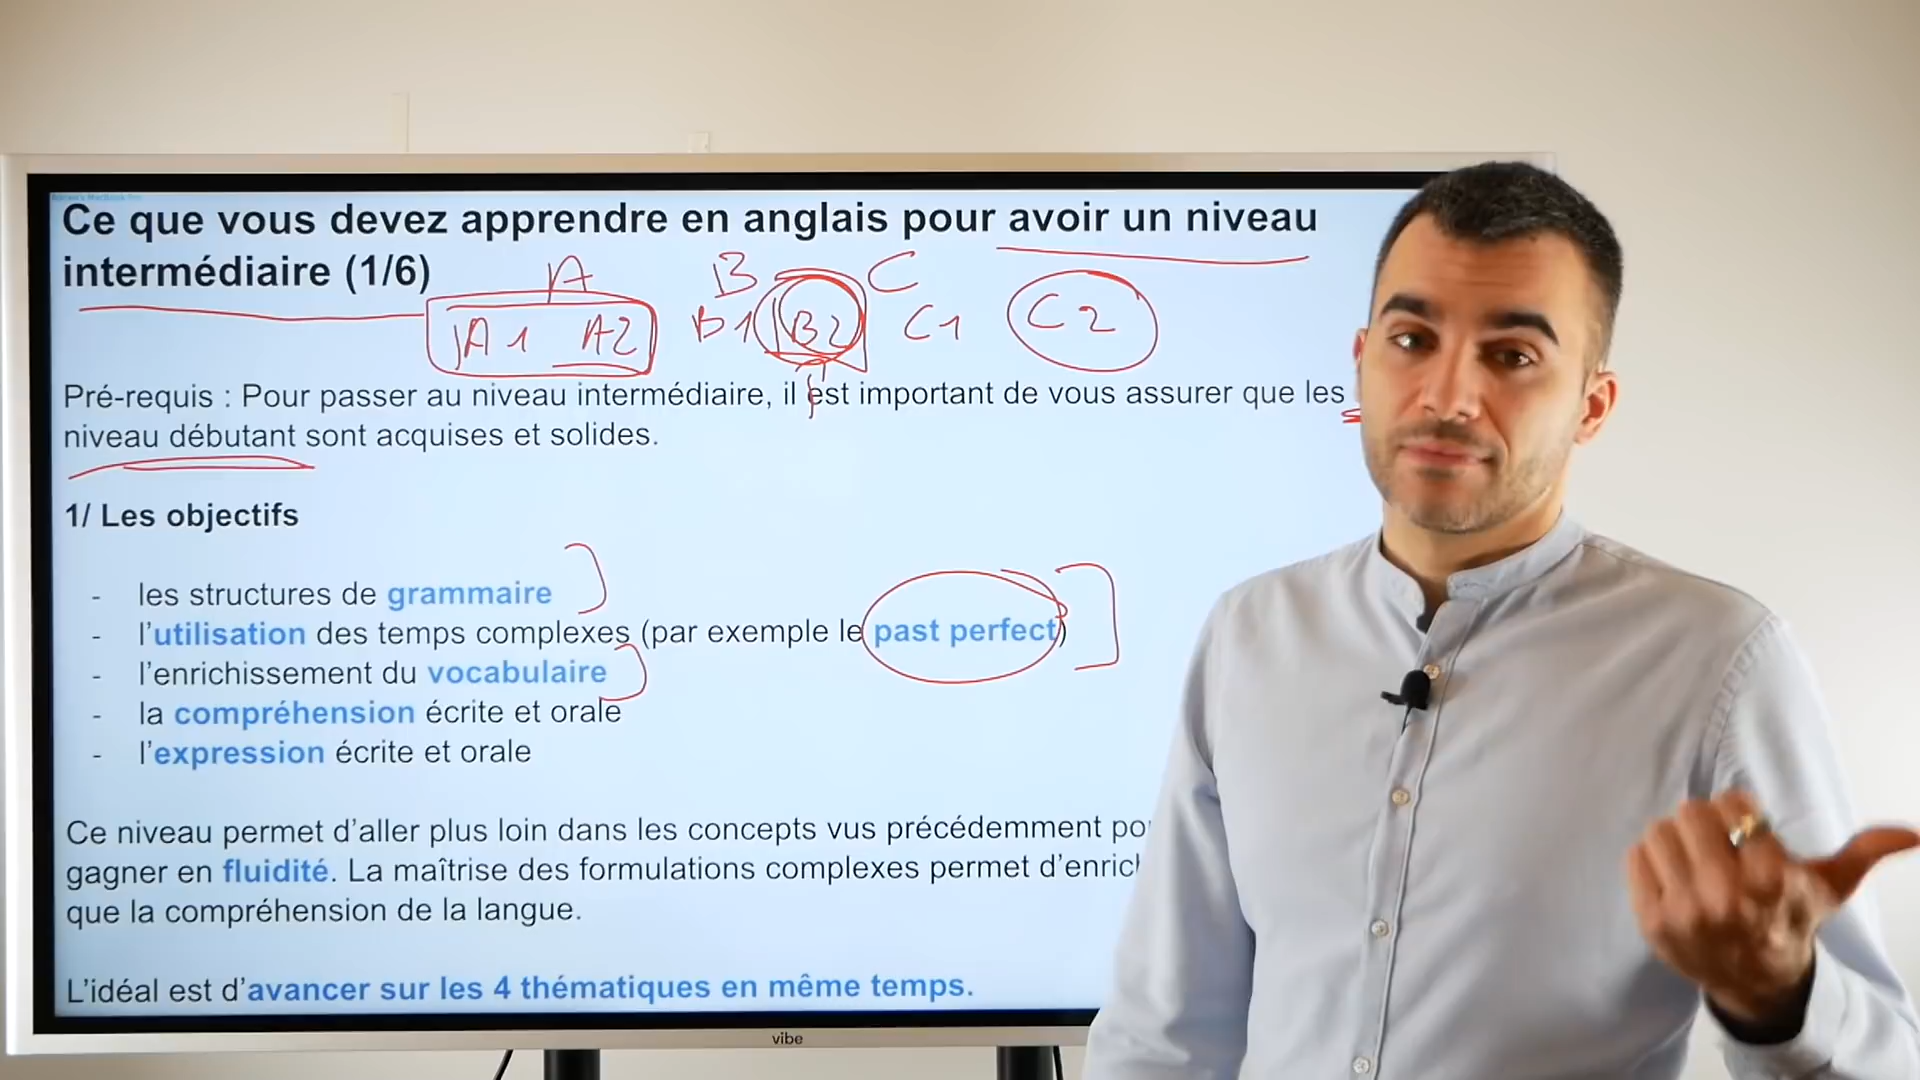 Ce que vous devez apprendre en anglais pour avoir un niveau
intermédiaire (1/6)
A B C
A1 A2 B1 B2 C1 C2
Pré-requis : Pour passer au niveau intermédiaire, il est important de vous assurer que les
niveau débutant sont acquises et solides.
1/ Les objectifs
- les structures de grammaire
- l'utilisation des temps complexes (par exemple le past perfect)
- l'enrichissement du vocabulaire
- la compréhension écrite et orale
- l'expression écrite et orale
Ce niveau permet d'aller plus loin dans les concepts vus précédemment
gagner en fluidité. La maîtrise des formulations complexes permet
que la compréhension de la langue.
L'idéal est d'avancer sur les 4 thématiques en même temps.
vibe